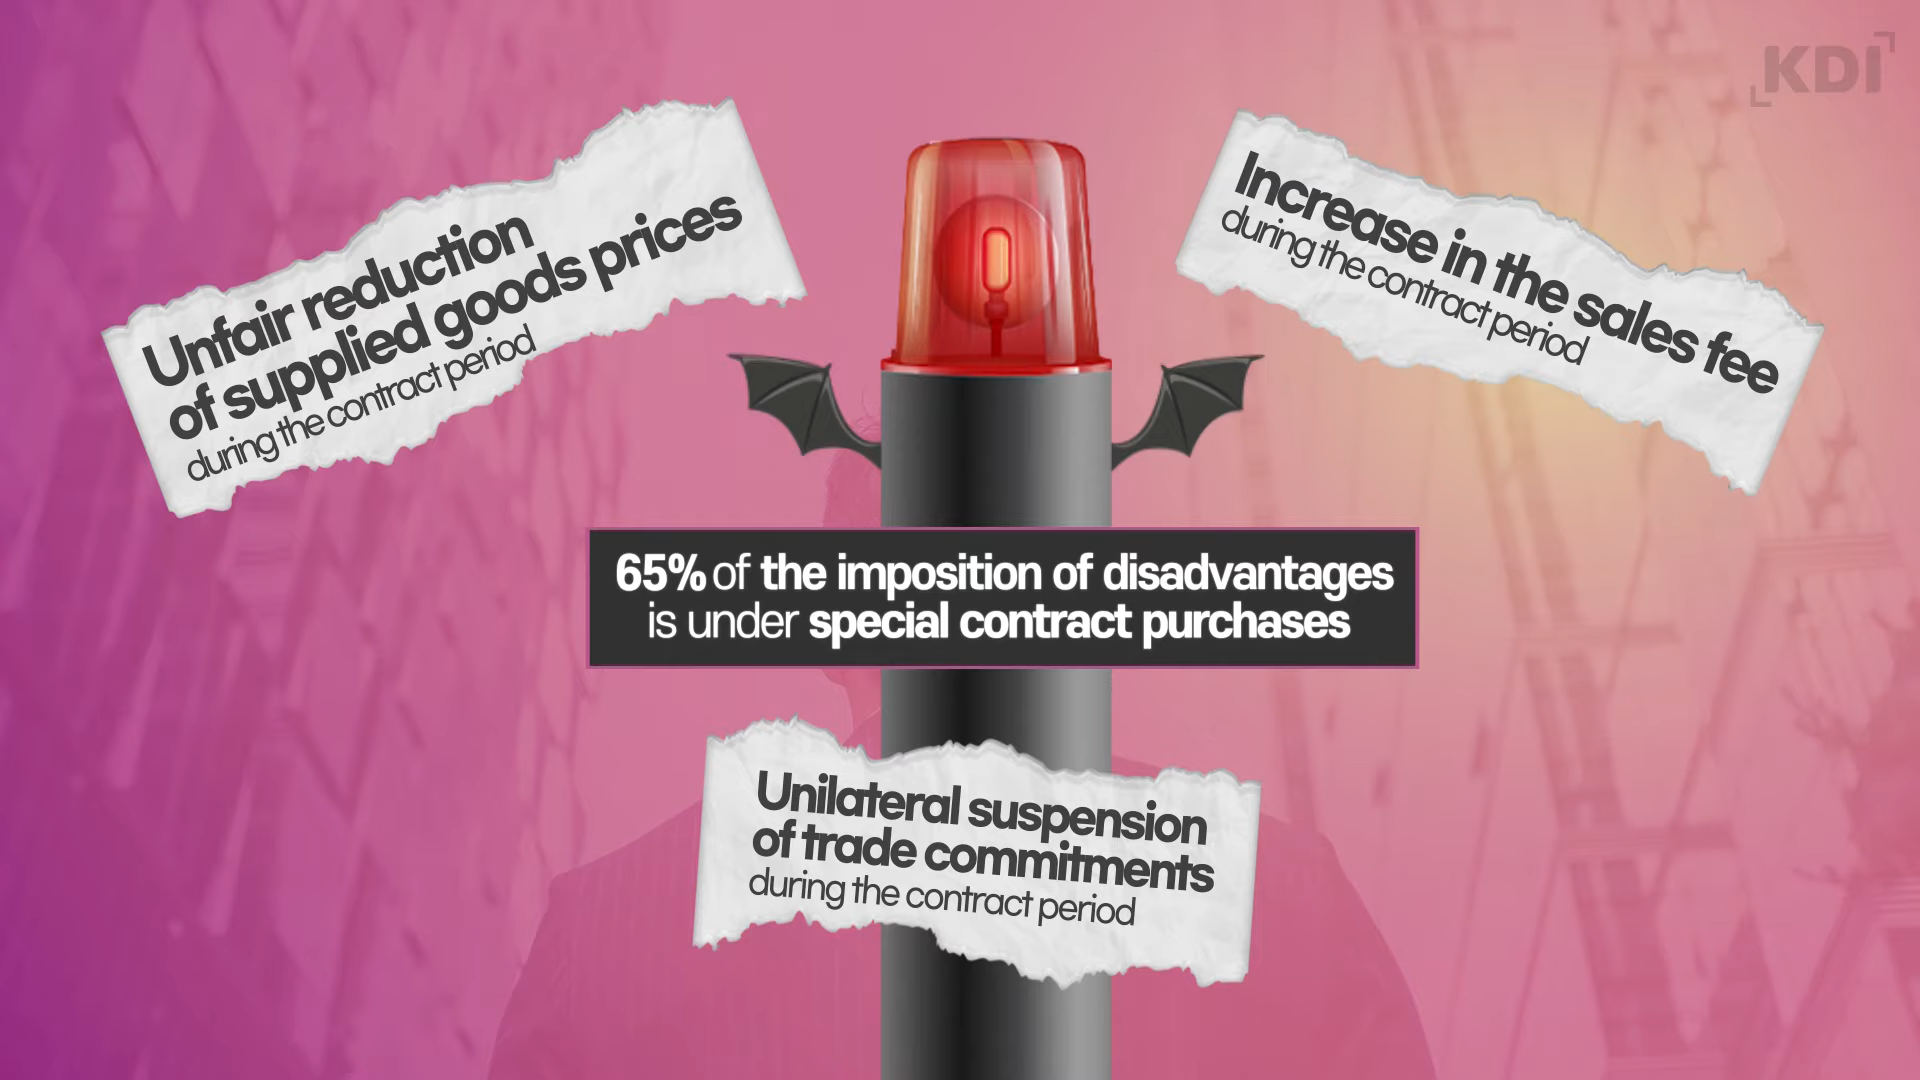 KDI
Unfair reduction
of supplied goods prices
during the contract period
Increase in the sales fee
during the contract period
65% of the imposition of disadvantages
is under special contract purchases
Unilateral suspension
of trade commitments
during the contract period